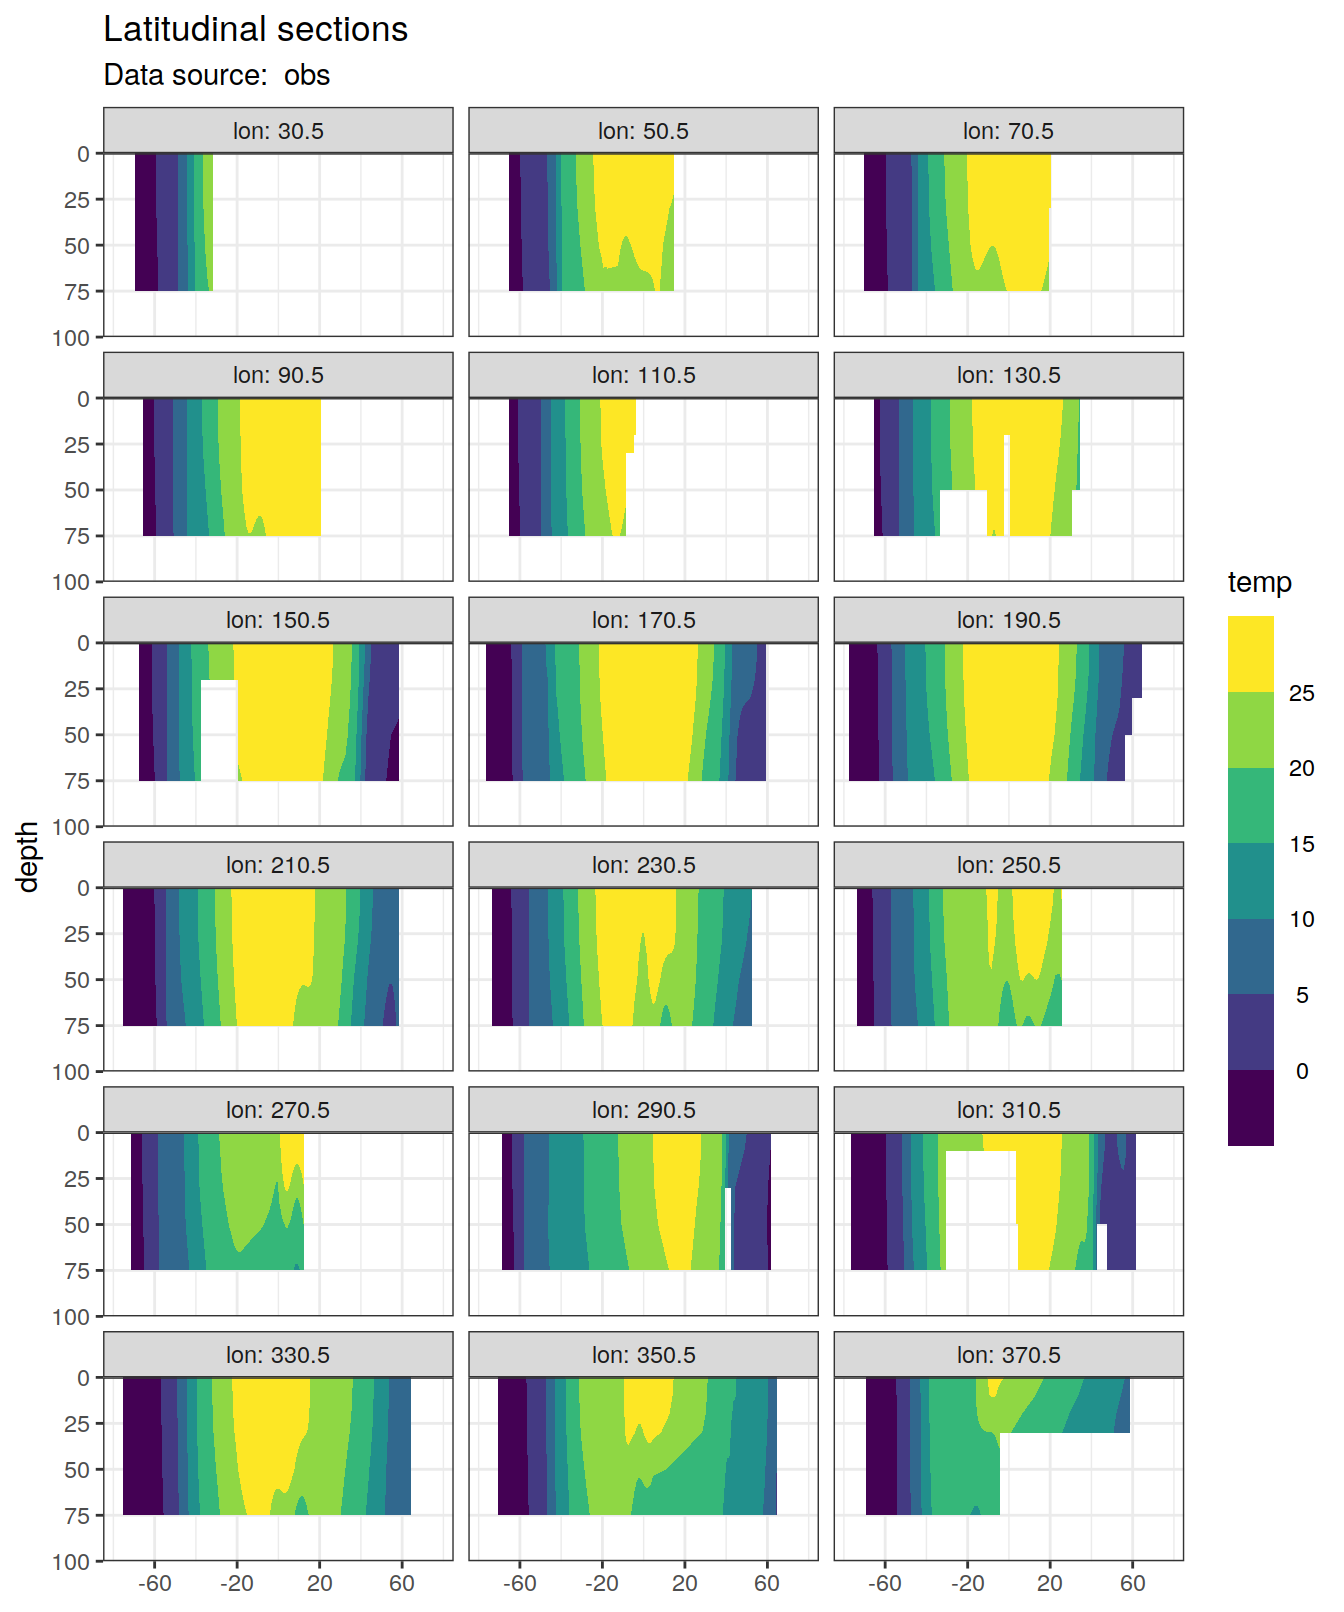 Latitudinal sections
Data source:  obs
lon: 30.5
lon: 50.5
lon: 70.5
0
25
50
75
100
lon: 90.5
lon: 110.5
lon: 130.5
0
25
50
75
100
lon: 150.5
lon: 170.5
lon: 190.5
0
25
50
75
100
depth
lon: 210.5
lon: 230.5
lon: 250.5
0
25
50
75
100
lon: 270.5
lon: 290.5
lon: 310.5
0
25
50
75
100
lon: 330.5
lon: 350.5
lon: 370.5
0
25
50
75
100
-60 -20 20 60
-60 -20 20 60
-60 -20 20 60
temp
25
20
15
10
5
0